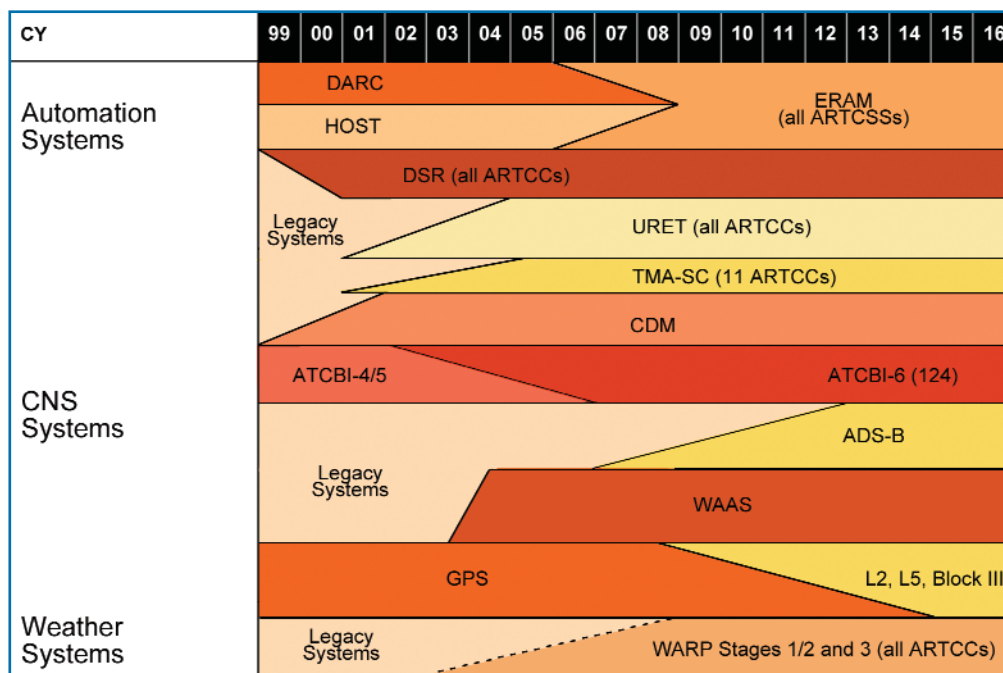 CY 99 00 01 02 03 04 05 06 07 08 09 10 11 12 13 14 15 16
Automation
Systems
DARC
HOST
ERAM
(all ARTCSSs)
DSR (all ARTCCs)
Legacy
Systems
URET (all ARTCCs)
TMA-SC (11 ARTCCs)
CDM
CNS
Systems
ATCBI-4/5
ATCBI-6 (124)
ADS-B
Legacy
Systems
WAAS
GPS
L2, L5, Block III
Weather
Systems
Legacy
Systems
WARP Stages 1/2 and 3 (all ARTCCs)